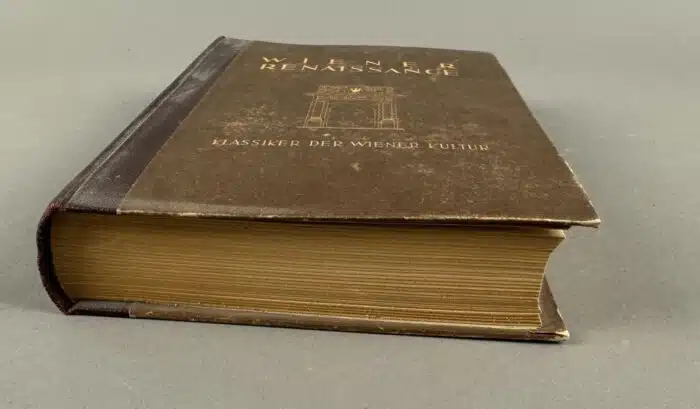 WIENER
RENAISSANCE
KLASSIKER DER WIENER KULTUR